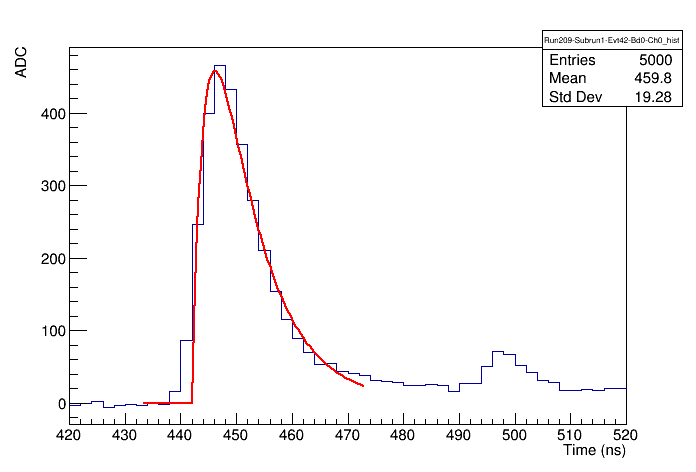 Run209-Subrun1-Evt42-Bd0-Ch0_hist
Entries 5000
Mean 459.8
Std Dev 19.28
ADC
400
300
200
100
0
420 430 440 450 460 470 480 490 500 510 520
Time (ns)